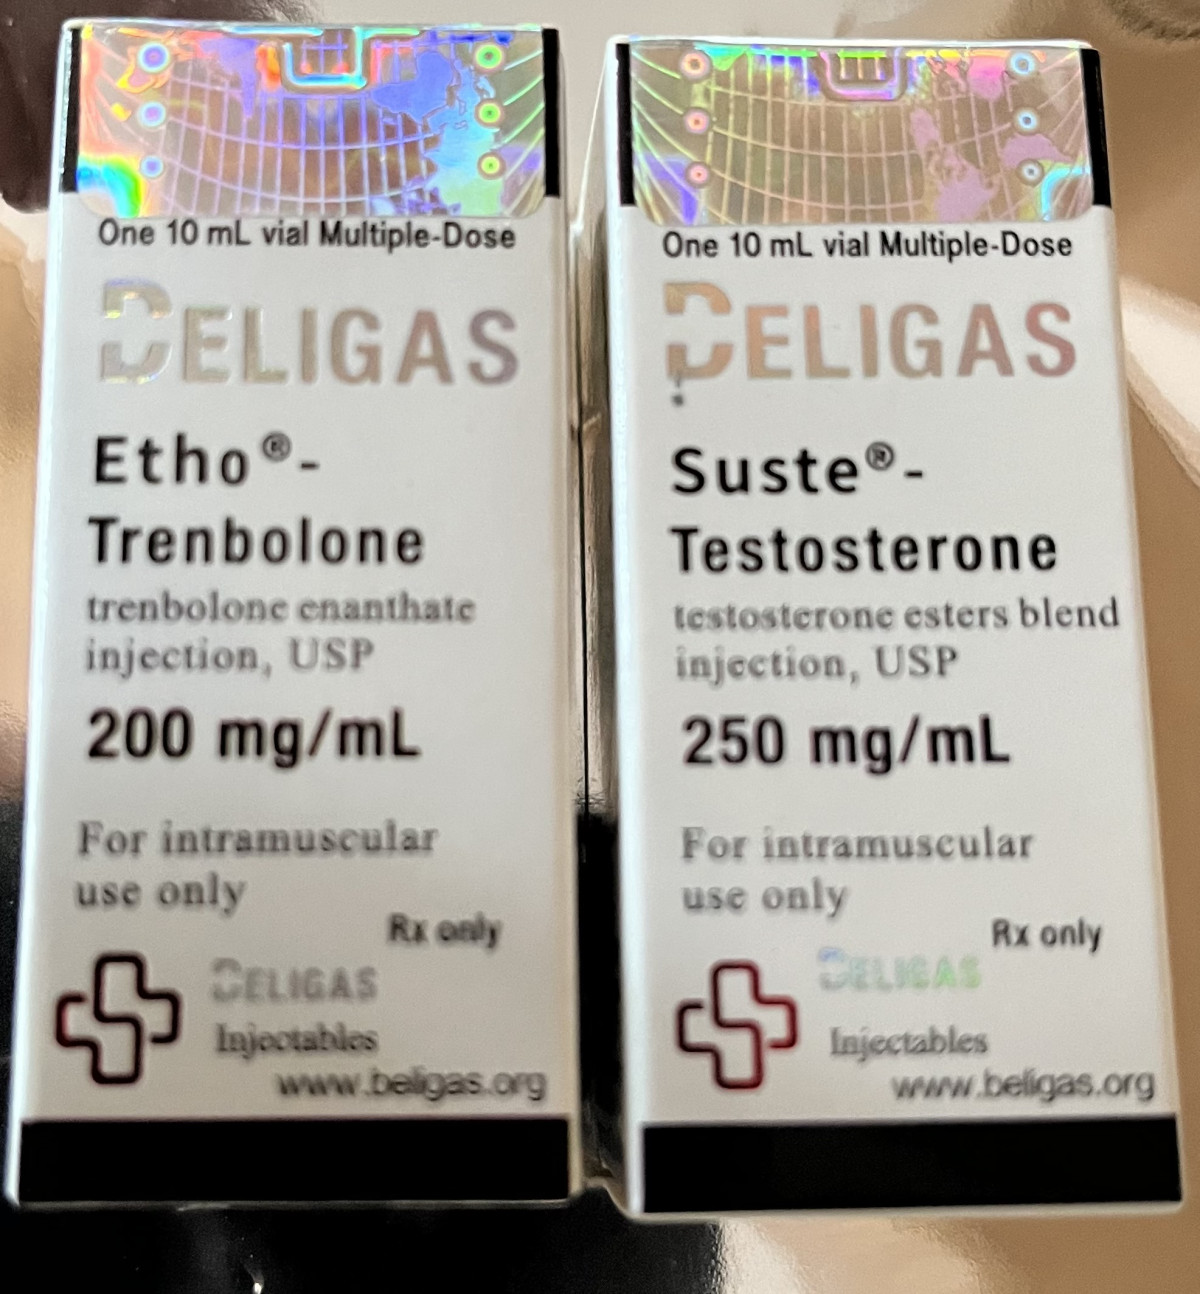 One 10 mL vial Multiple-Dose
BELIGAS
Etho®-
Trenbolone
trenbolone enanthate
injection, USP
200 mg/mL
For intramuscular
use only
Rx only
BELIGAS
Injectables
www.beligas.org
One 10 mL vial Multiple-Dose
BELIGAS
Suste®-
Testosterone
testosterone esters blend
injection, USP
250 mg/mL
For intramuscular
use only
Rx only
BELIGAS
Injectables
www.beligas.org